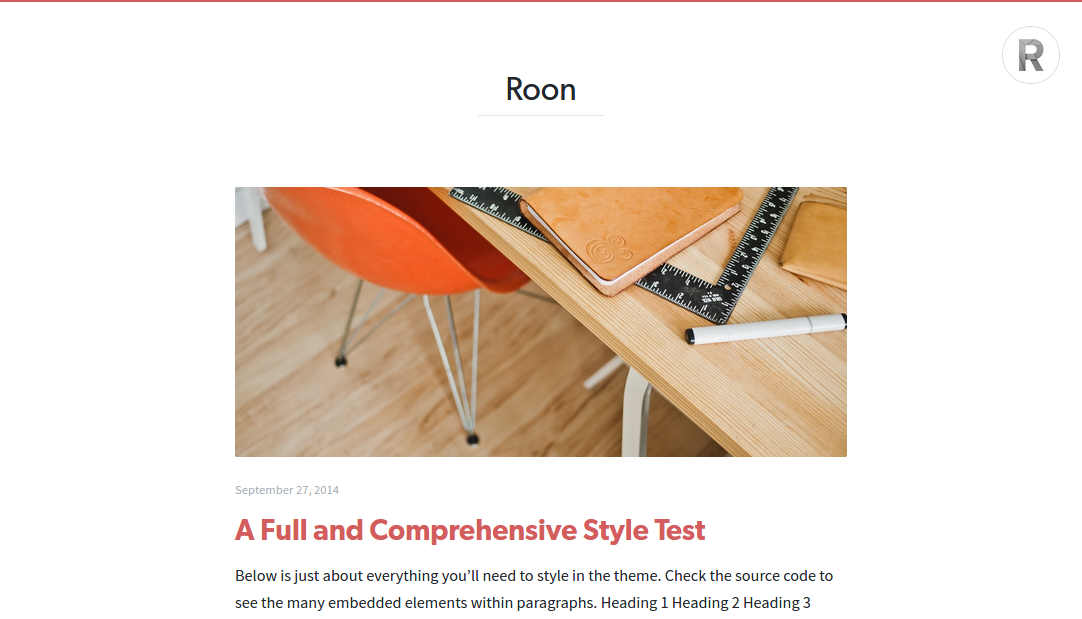 R
Roon
September 27, 2014
A Full and Comprehensive Style Test
Below is just about everything you’ll need to style in the theme. Check the source code to
see the many embedded elements within paragraphs. Heading 1 Heading 2 Heading 3